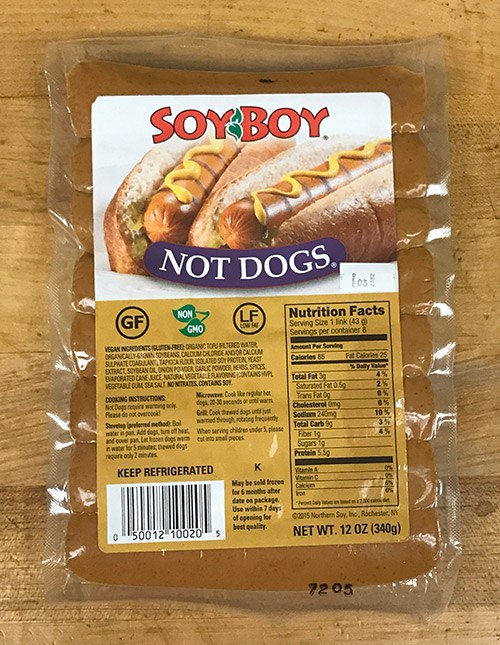 SOY BOY®
NOT DOGS®
GF
NON
GMO
LF
LOW FAT
VEGAN INGREDIENTS (GLUTEN-FREE): ORGANIC TOFU (FILTERED WATER,
ORGANICALLY-GROWN SOYBEANS, CALCIUM CHLORIDE AND/OR CALCIUM
SULPHATE COAGULANT), TAPIOCA FLOUR, ISOLATED SOY PROTEIN, YEAST
EXTRACT, SOYBEAN OIL, ONION POWDER, GARLIC POWDER, HERBS, SPICES,
EVAPORATED CANE JUICE, NATURAL VEGETABLE FLAVORING (CONTAINS HVP),
VEGETABLE GUM, SEA SALT. NO NITRATES. CONTAINS SOY.
COOKING INSTRUCTIONS:
Not Dogs require warming only.
Please do not overcook!
Stovetop (preferred method): Boil
water in pan. Add dogs, turn off heat,
and cover pan. Let frozen dogs warm
in water for 5 minutes; thawed dogs
require only 2 minutes.
Microwave: Cook like regular hot
dogs, 20-30 seconds or until warm.
Grill: Cook thawed dogs until just
warmed through, rotating frequently.
When serving children under 5, please
cut into small pieces.
KEEP REFRIGERATED
0 50012 10020 5
K
May be sold frozen
for 6 months after
date on package.
Use within 7 days
of opening for
best quality.
Nutrition Facts
Serving Size 1 link (43 g)
Servings per container 8
Amount Per Serving
Calories 65 Fat Calories 25
% Daily Value*
Total Fat 3g 4 %
Saturated Fat 0.5g 2 %
Trans Fat 0g 0 %
Cholesterol 0mg 0 %
Sodium 240mg 10 %
Total Carb 9g 3 %
Fiber 1g 4 %
Sugars 1g
Protein 5.5g
Vitamin A 0%
Vitamin C 0%
Calcium 6%
Iron 6%
*Percent Daily Values are based on a 2,000 calorie diet.
©2015 Northern Soy, Inc., Rochester, NY
NET WT. 12 OZ (340g)
7205